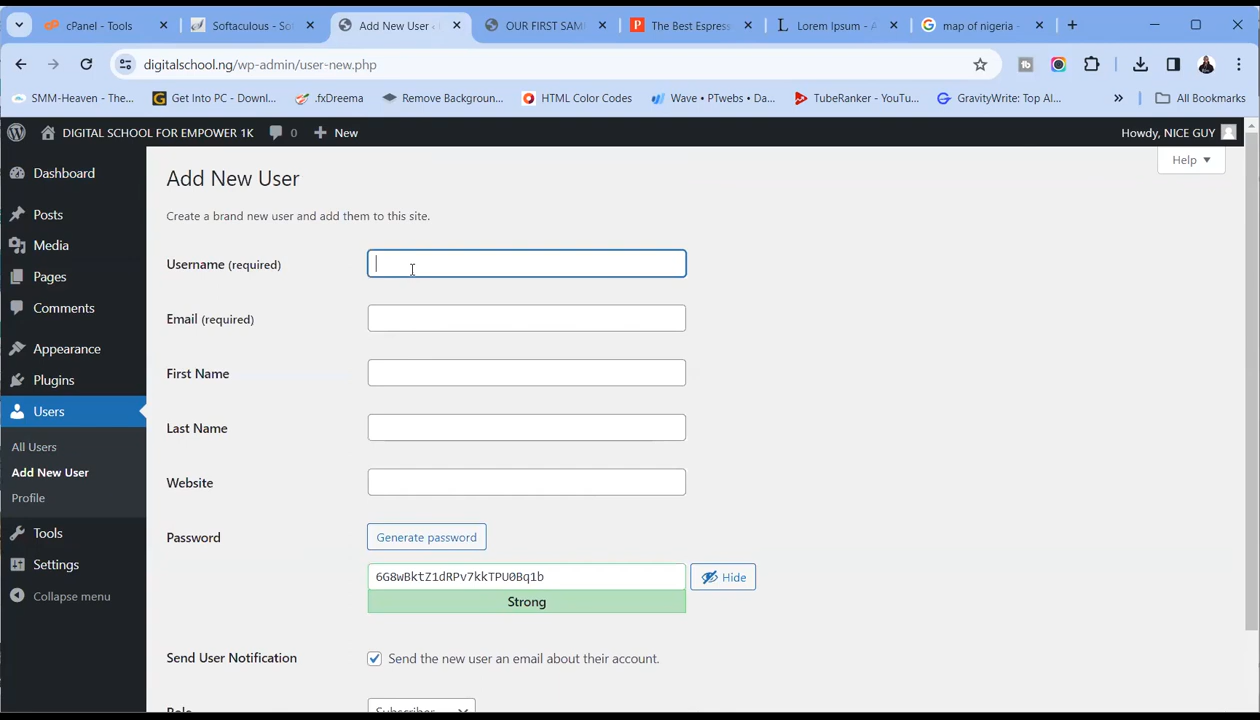 cPanel - Tools
Softaculous - So
Add New User -
OUR FIRST SAM
The Best Espres
Lorem Ipsum - A
map of nigeria -
digitalschool.ng/wp-admin/user-new.php
SMM-Heaven - The...
Get Into PC - Downl...
.fxDreema
Remove Backgroun...
HTML Color Codes
Wave • PTwebs • Da...
TubeRanker - YouTu...
GravityWrite: Top AI...
All Bookmarks
DIGITAL SCHOOL FOR EMPOWER 1K
0
New
Howdy, NICE GUY
Help
Dashboard
Posts
Media
Pages
Comments
Appearance
Plugins
Users
All Users
Add New User
Profile
Tools
Settings
Collapse menu
Add New User
Create a brand new user and add them to this site.
Username (required)
Email (required)
First Name
Last Name
Website
Password
Generate password
6G8wBktZ1dRPv7kkTPU0Bq1b
Hide
Strong
Send User Notification
Send the new user an email about their account.
Role
Subscriber